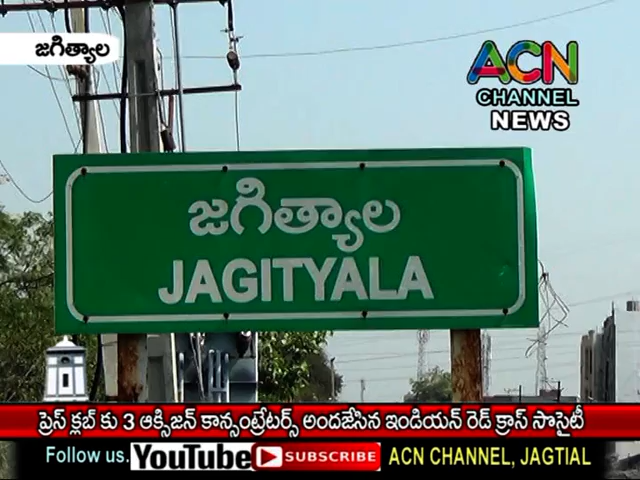 జగిత్యాల
ACN
CHANNEL
NEWS
జగిత్యాల
JAGITYALA
ప్రెస్ క్లబ్ కు 3 ఆక్సిజన్ కాన్సంట్రేటర్స్ అందజేసిన ఇండియన్ రెడ్ క్రాస్ సొసైటీ
Follow us. YouTube SUBSCRIBE ACN CHANNEL, JAGTIAL